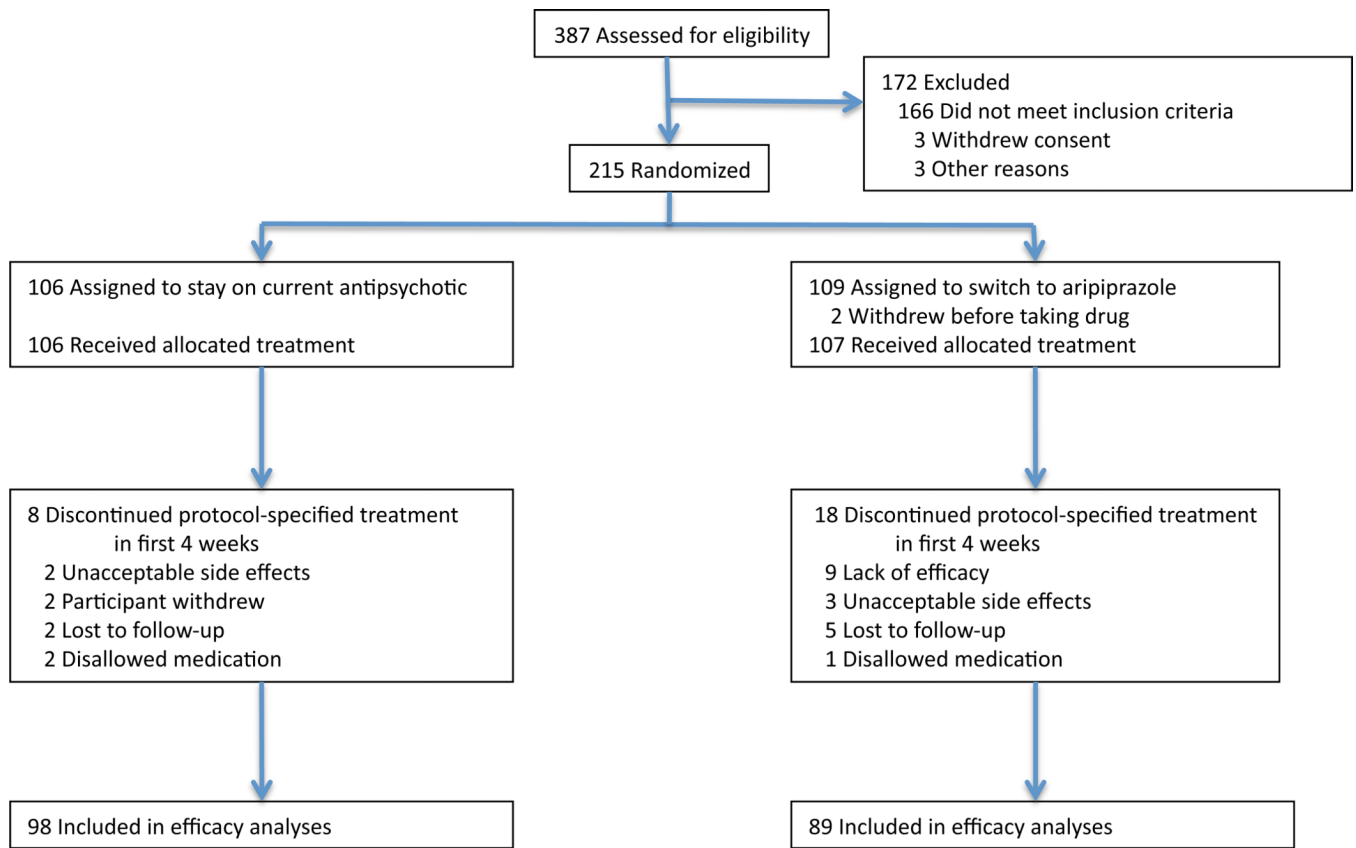 387 Assessed for eligibility
172 Excluded
166 Did not meet inclusion criteria
3 Withdrew consent
3 Other reasons
215 Randomized
106 Assigned to stay on current antipsychotic
106 Received allocated treatment
109 Assigned to switch to aripiprazole
2 Withdrew before taking drug
107 Received allocated treatment
8 Discontinued protocol-specified treatment
in first 4 weeks
2 Unacceptable side effects
2 Participant withdrew
2 Lost to follow-up
2 Disallowed medication
18 Discontinued protocol-specified treatment
in first 4 weeks
9 Lack of efficacy
3 Unacceptable side effects
5 Lost to follow-up
1 Disallowed medication
98 Included in efficacy analyses
89 Included in efficacy analyses